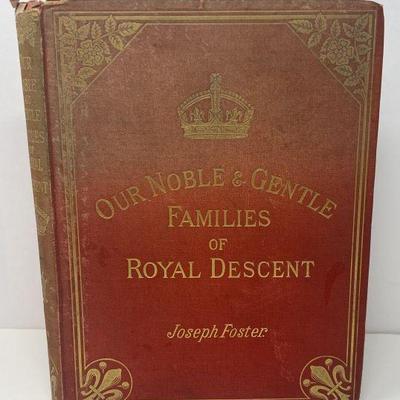 OUR NOBLE & GENTLE
FAMILIES
OF
ROYAL DESCENT
Joseph Foster.